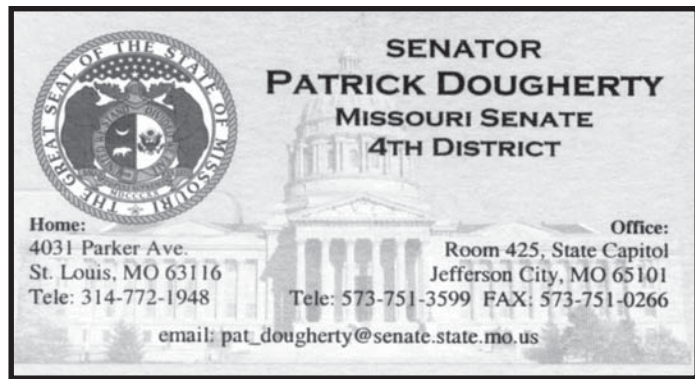 THE GREAT SEAL OF THE STATE OF MISSOURI
SENATOR
PATRICK DOUGHERTY
MISSOURI SENATE
4TH DISTRICT
Home:
4031 Parker Ave.
St. Louis, MO 63116
Tele: 314-772-1948
Office:
Room 425, State Capitol
Jefferson City, MO 65101
Tele: 573-751-3599 FAX: 573-751-0266
email: pat_dougherty@senate.state.mo.us